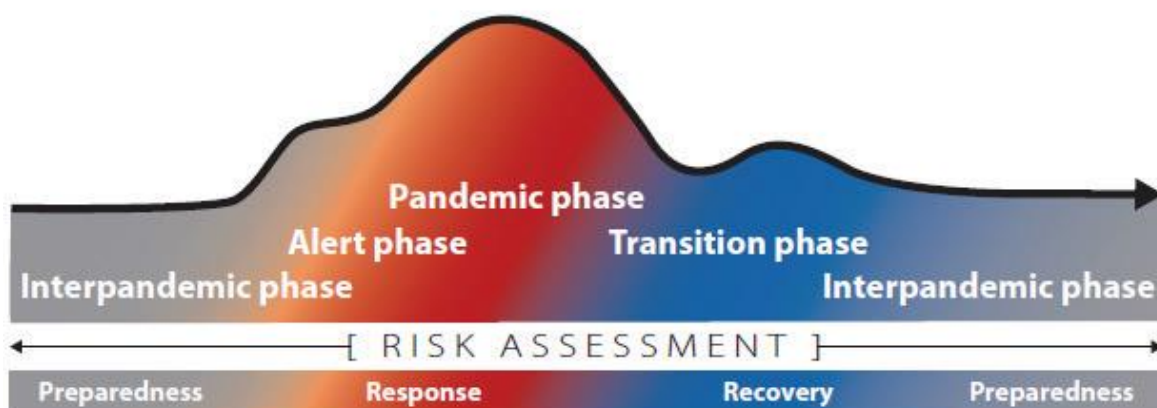 Pandemic phase
Alert phase
Transition phase
Interpandemic phase
Interpandemic phase
[ RISK ASSESSMENT ]
Preparedness
Response
Recovery
Preparedness